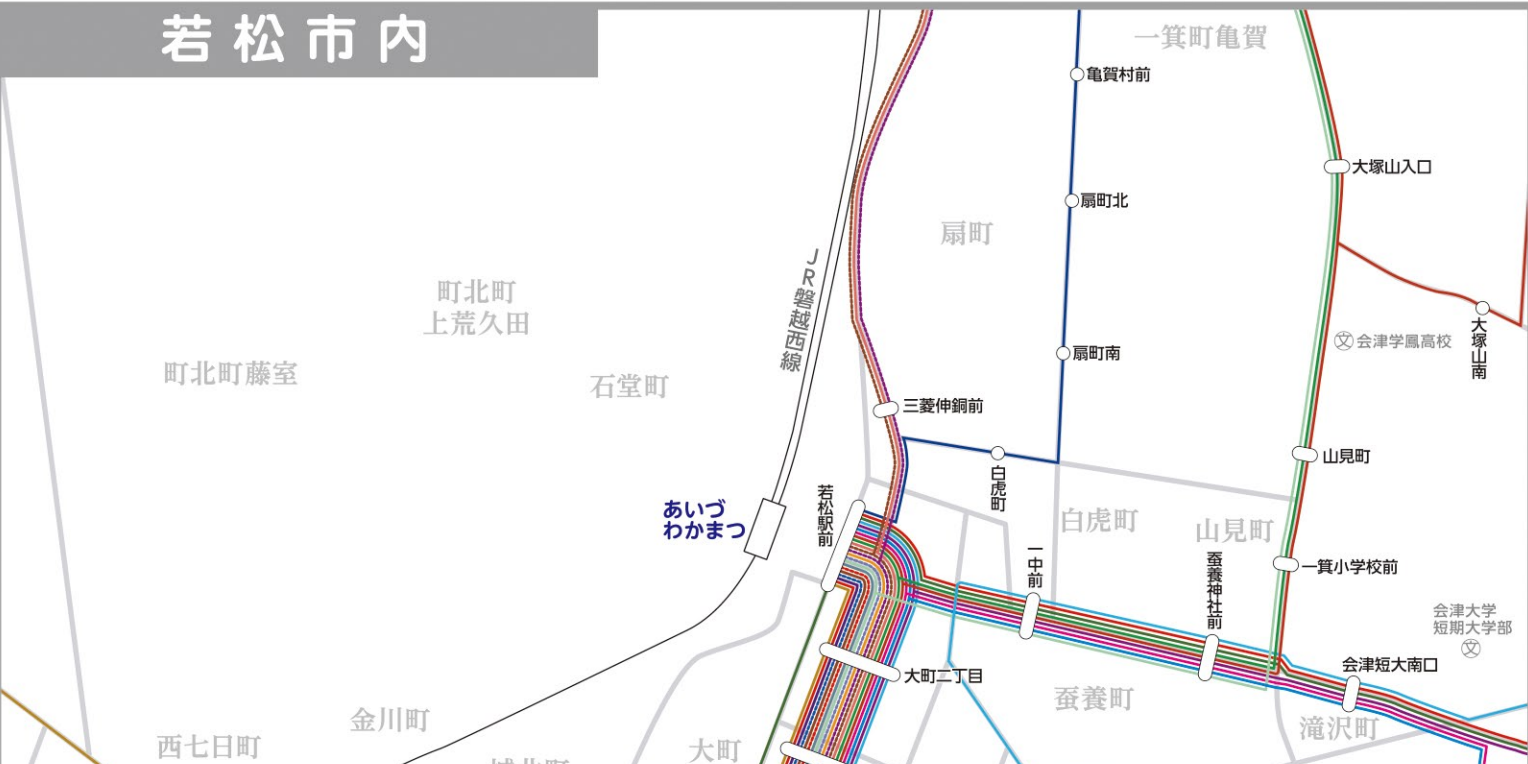 若松市内
一箕町亀賀
亀賀村前
大塚山入口
扇町北
扇町
JR磐越西線
町北町
上荒久田
大塚山南
会津学鳳高校
扇町南
町北町藤室
石堂町
三菱伸銅前
山見町
白虎町
若松駅前
あいづ
わかまつ
白虎町
山見町
一中前
蚕養神社前
一箕小学校前
会津大学
短期大学部
会津短大南口
大町二丁目
蚕養町
金川町
滝沢町
西七日町
大町